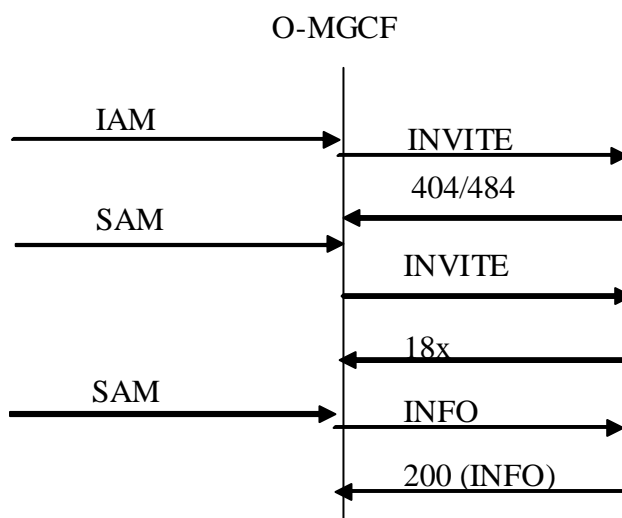 O-MGCF
IAM
INVITE
404/484
SAM
INVITE
18x
SAM
INFO
200 (INFO)